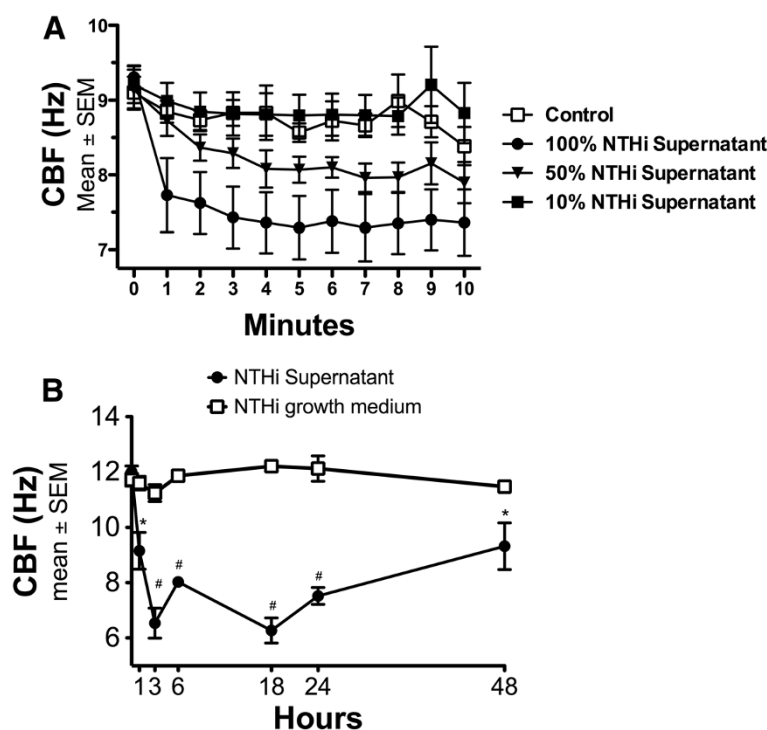 A
10
9
8
7
CBF (Hz)
Mean ± SEM
0 1 2 3 4 5 6 7 8 9 10
Minutes
Control
100% NTHi Supernatant
50% NTHi Supernatant
10% NTHi Supernatant
B
NTHi Supernatant
NTHi growth medium
14
12
10
8
6
CBF (Hz)
mean ± SEM
*
#
#
#
#
*
1 3 6 18 24 48
Hours